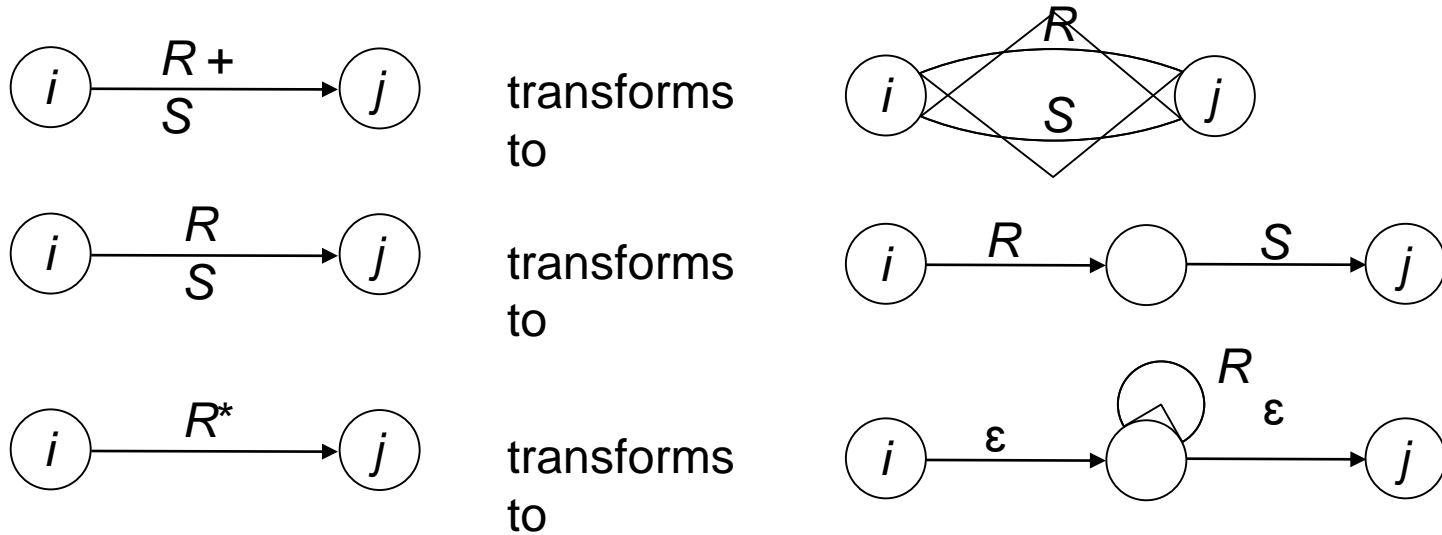 R +
S
i
j
transforms
to
R
S
i
j
R
S
i
j
transforms
to
i
R
S
j
R*
i
j
transforms
to
R
ε
ε
i
j